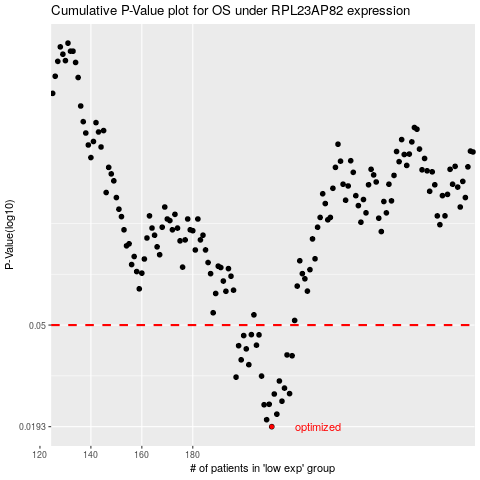 Cumulative P-Value plot for OS under RPL23AP82 expression
P-Value(log10)
0.05
0.0193
optimized
120 140 160 180
# of patients in 'low exp' group